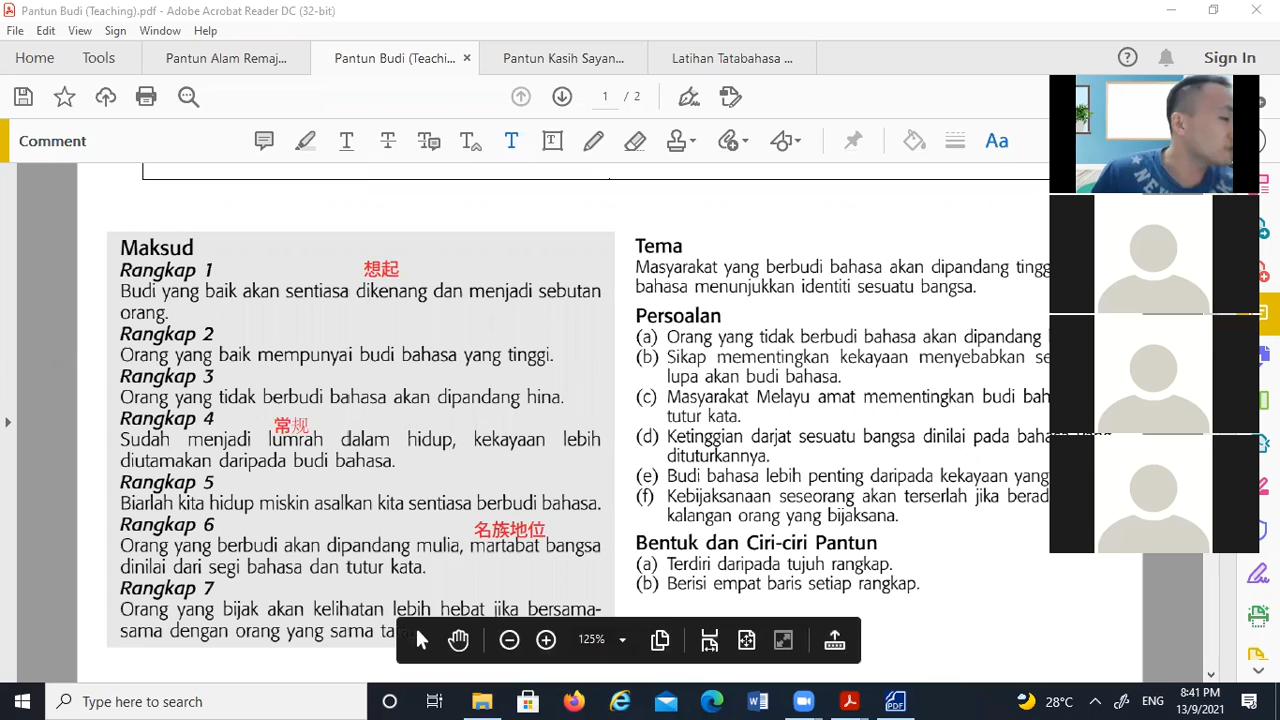 Pantun Budi (Teaching).pdf - Adobe Acrobat Reader DC (32-bit)
File Edit View Sign Window Help
Home Tools Pantun Alam Remaj... Pantun Budi (Teachi... × Pantun Kasih Sayan... Latihan Tatabahasa ... Sign In
1 / 2
Comment
Maksud
Rangkap 1
想起
Budi yang baik akan sentiasa dikenang dan menjadi sebutan
orang.
Rangkap 2
Orang yang baik mempunyai budi bahasa yang tinggi.
Rangkap 3
Orang yang tidak berbudi bahasa akan dipandang hina.
Rangkap 4
常规
Sudah menjadi lumrah dalam hidup, kekayaan lebih
diutamakan daripada budi bahasa.
Rangkap 5
Biarlah kita hidup miskin asalkan kita sentiasa berbudi bahasa.
Rangkap 6
名族地位
Orang yang berbudi akan dipandang mulia, martabat bangsa
dinilai dari segi bahasa dan tutur kata.
Rangkap 7
Orang yang bijak akan kelihatan lebih hebat jika bersama-
sama dengan orang yang sama
Tema
Masyarakat yang berbudi bahasa akan dipandang
bahasa menunjukkan identiti sesuatu bangsa.
Persoalan
(a) Orang yang tidak berbudi bahasa akan dipandang
(b) Sikap mementingkan kekayaan menyebabkan
lupa akan budi bahasa.
(c) Masyarakat Melayu amat mementingkan budi
tutur kata.
(d) Ketinggian darjat sesuatu bangsa dinilai pada bahasa yang
dituturkannya.
(e) Budi bahasa lebih penting daripada kekayaan yang
(f) Kebijaksanaan seseorang akan terserlah jika
kalangan orang yang bijaksana.
Bentuk dan Ciri-ciri Pantun
(a) Terdiri daripada tujuh rangkap.
(b) Berisi empat baris setiap rangkap.
NEW
125%
Type here to search
28°C ENG 8:41 PM
13/9/2021